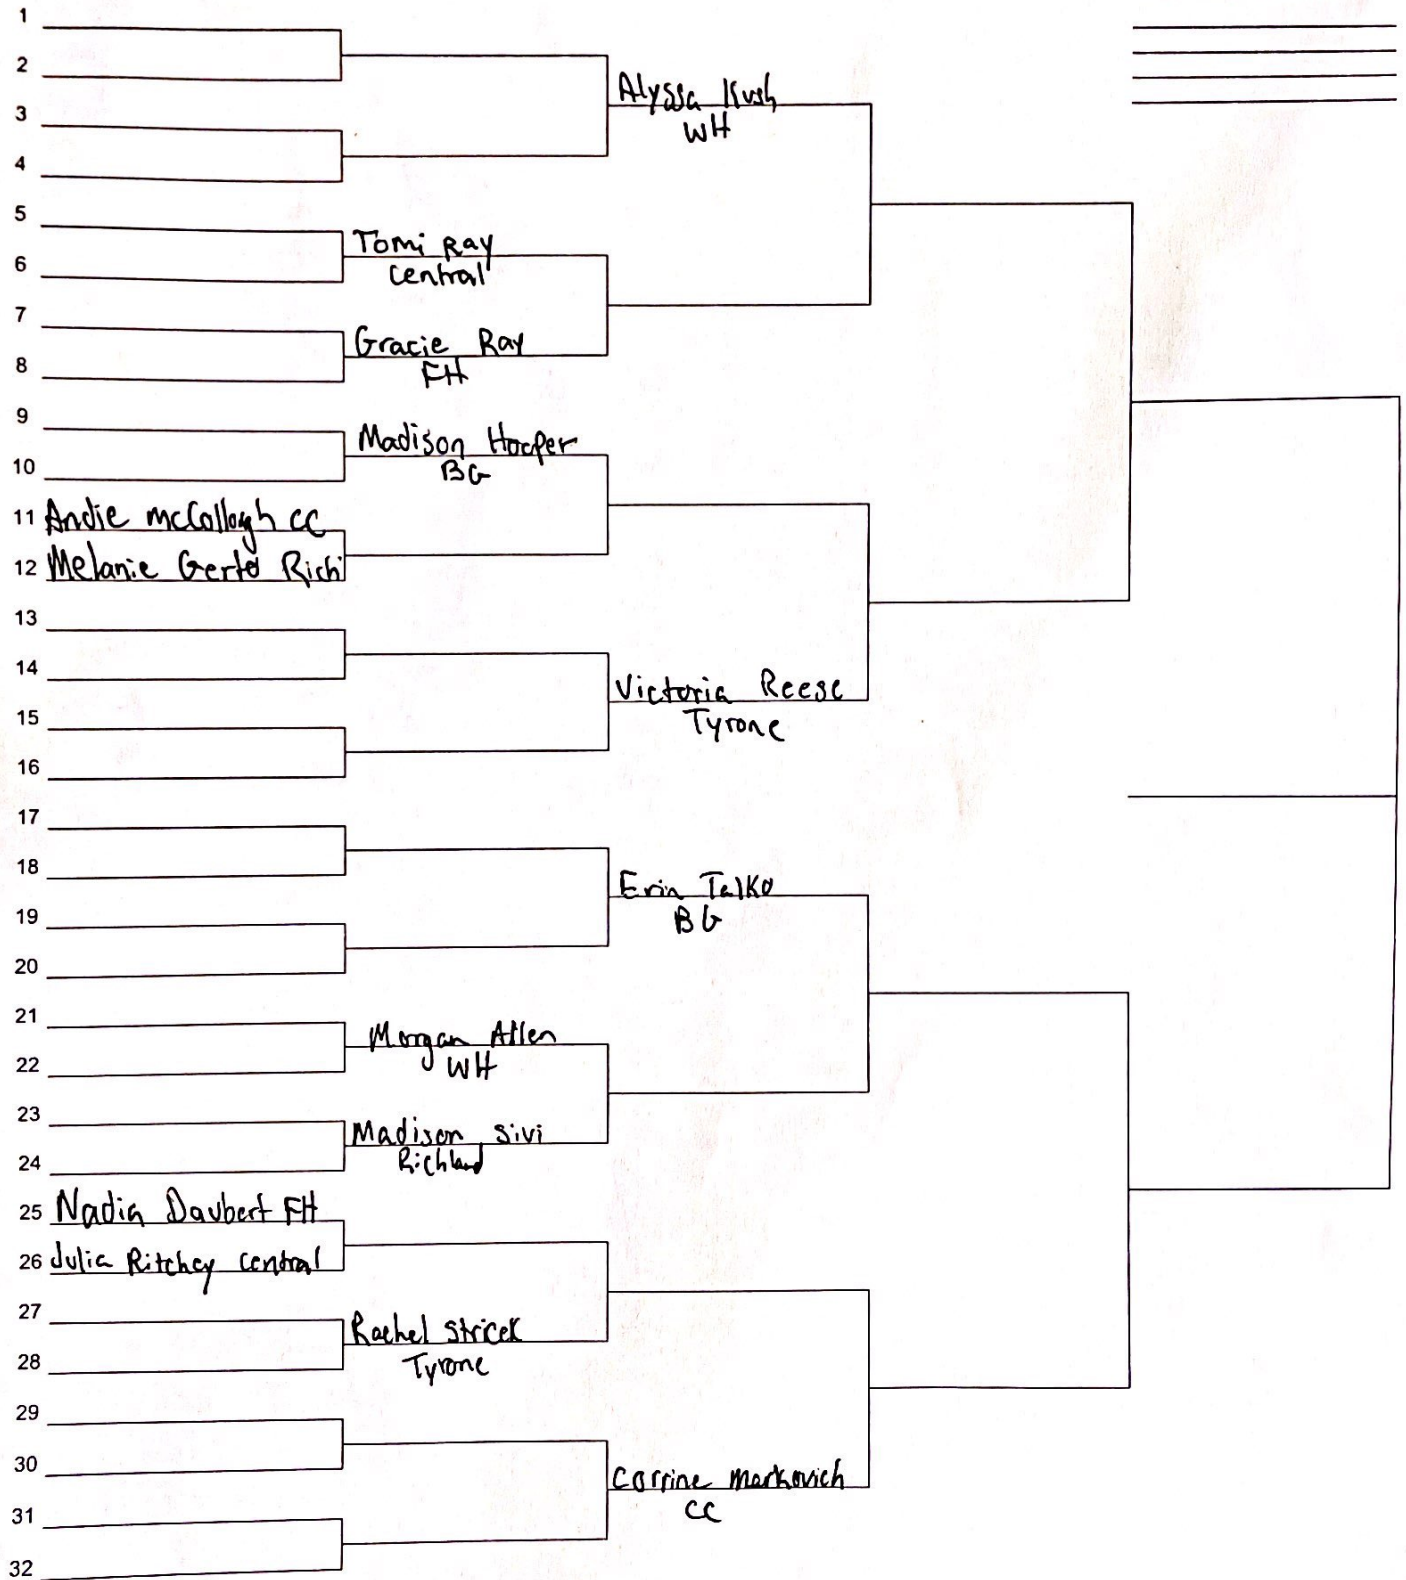 1
2
Alyssa Kush
WH
3
4
5
Tomi Ray
Central
6
7
Gracie Ray
FH
8
9
Madison Hooper
BG
10
11 Andie McCollough CC
12 Melanie Rich
13
14
Victoria Reese
Tyrone
15
16
17
18
Erin Talko
BG
19
20
21
Morgan Allen
WH
22
23
Madison Sivi
Richland
24
25 Nadia Daubert FH
26 Julia Ritchey Central
27
Rachel Stricek
Tyrone
28
29
30
Corrine Markovich
CC
31
32